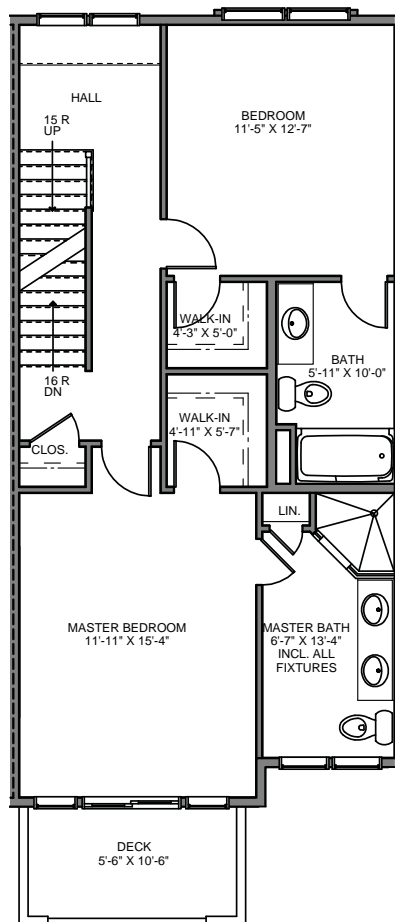 HALL
15 R
UP
BEDROOM
11'-5" X 12'-7"
WALK-IN
4'-3" X 5'-0"
BATH
5'-11" X 10'-0"
16 R
DN
WALK-IN
4'-11" X 5'-7"
CLOS.
LIN.
MASTER BEDROOM
11'-11" X 15'-4"
MASTER BATH
6'-7" X 13'-4"
INCL. ALL
FIXTURES
DECK
5'-6" X 10'-6"